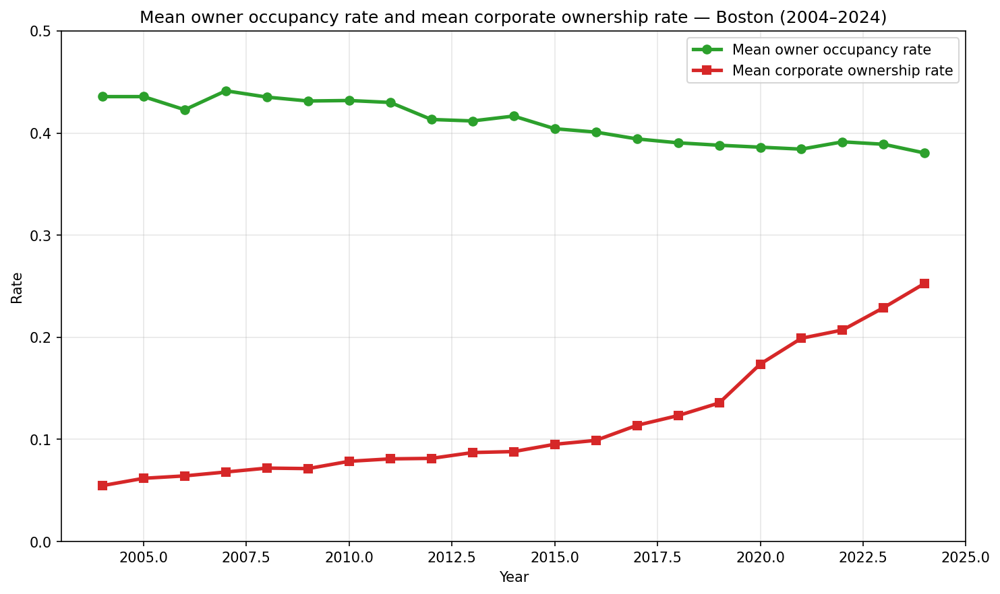 Mean owner occupancy rate and mean corporate ownership rate — Boston (2004–2024)
Mean owner occupancy rate
Mean corporate ownership rate
0.5
0.4
0.3
0.2
0.1
0.0
Rate
2005.0 2007.5 2010.0 2012.5 2015.0 2017.5 2020.0 2022.5 2025.0
Year